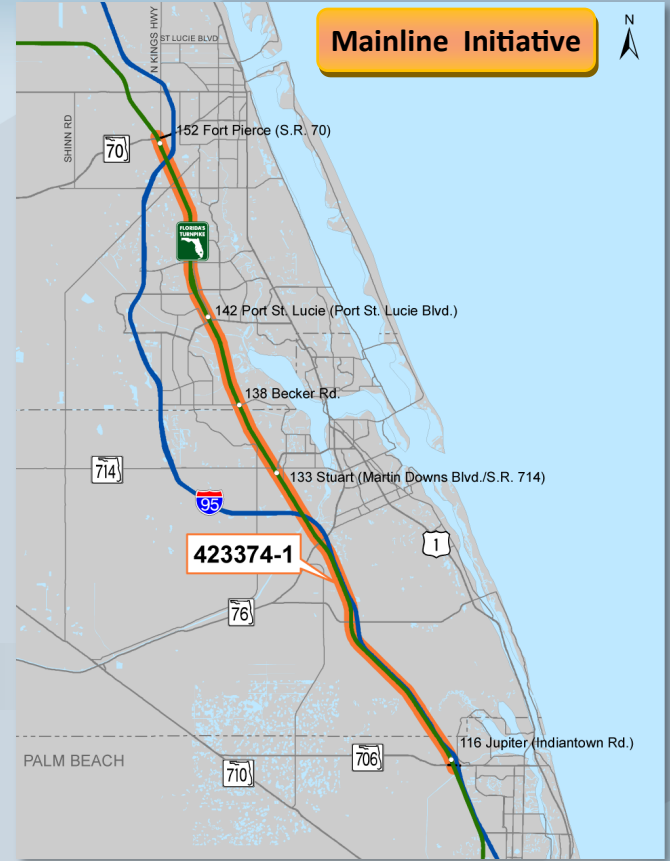 Mainline Initiative
N
N KINGS HWY
ST LUCIE BLVD
152 Fort Pierce (S.R. 70)
SHINN RD
70
FLORIDA'S
TURNPIKE
142 Port St. Lucie (Port St. Lucie Blvd.)
138 Becker Rd.
714
133 Stuart (Martin Downs Blvd./S.R. 714)
95
1
423374-1
76
116 Jupiter (Indiantown Rd.)
PALM BEACH
706
710